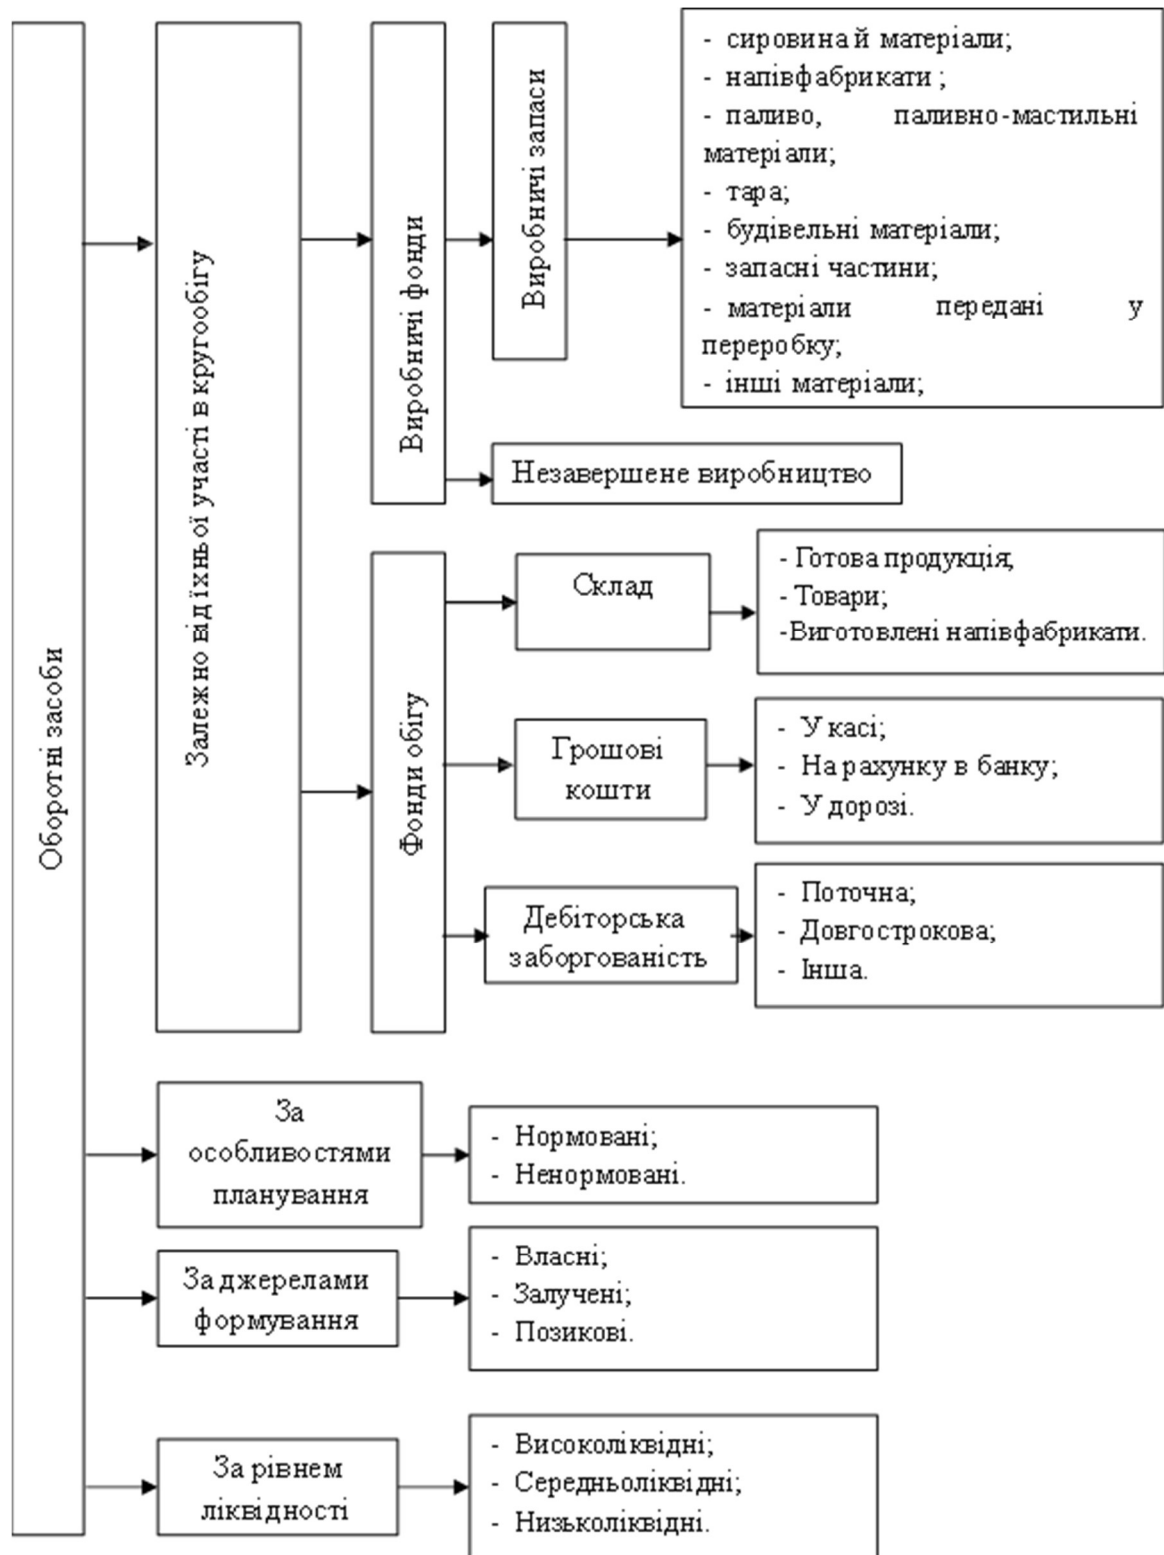 Оборотні засоби
Залежно від їхньої участі в кругообігу
Виробничі фонди
Виробничі запаси
- сировина й матеріали;
- напівфабрикати ;
- паливо, паливно-мастильні
матеріали;
- тара;
- будівельні матеріали;
- запасні частини;
- матеріали передані у
переробку;
- інші матеріали;
Незавершене виробництво
Фонди обігу
Склад
- Готова продукція;
- Товари;
-Виготовлені напівфабрикати.
Грошові
кошти
- У касі;
- На рахунку в банку;
- У дорозі.
Дебіторська
заборгованість
- Поточна;
- Довгострокова;
- Інша.
За
особливостями
планування
- Нормовані;
- Ненормовані.
За джерелами
формування
- Власні;
- Залучені;
- Позикові.
За рівнем
ліквідності
- Високоліквідні;
- Середньоліквідні;
- Низьколіквідні.